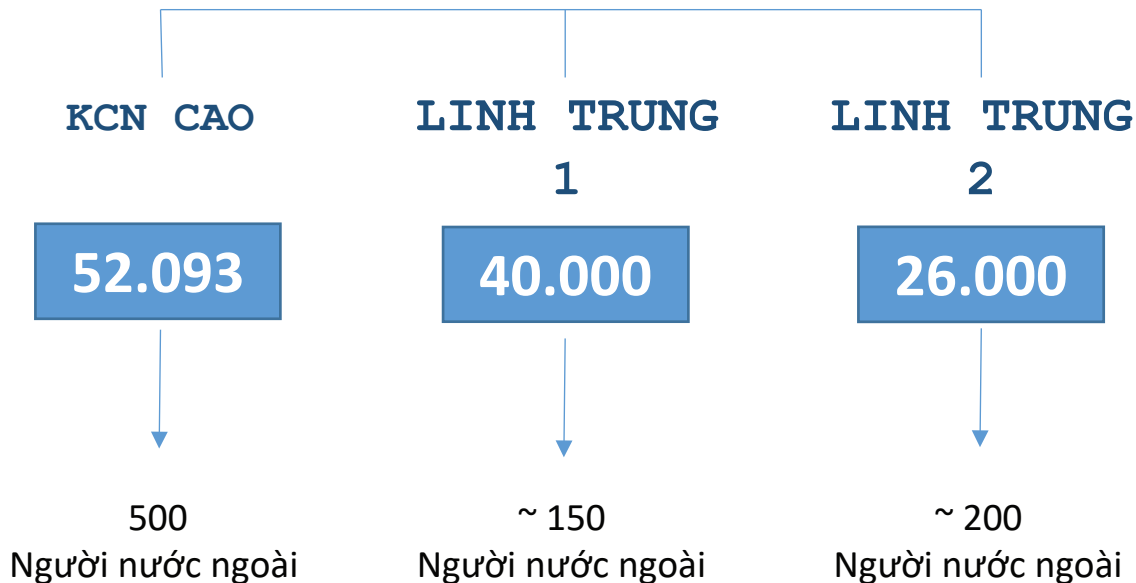 KCN CAO
LINH TRUNG
1
LINH TRUNG
2
52.093
40.000
26.000
500
Người nước ngoài
~ 150
Người nước ngoài
~ 200
Người nước ngoài